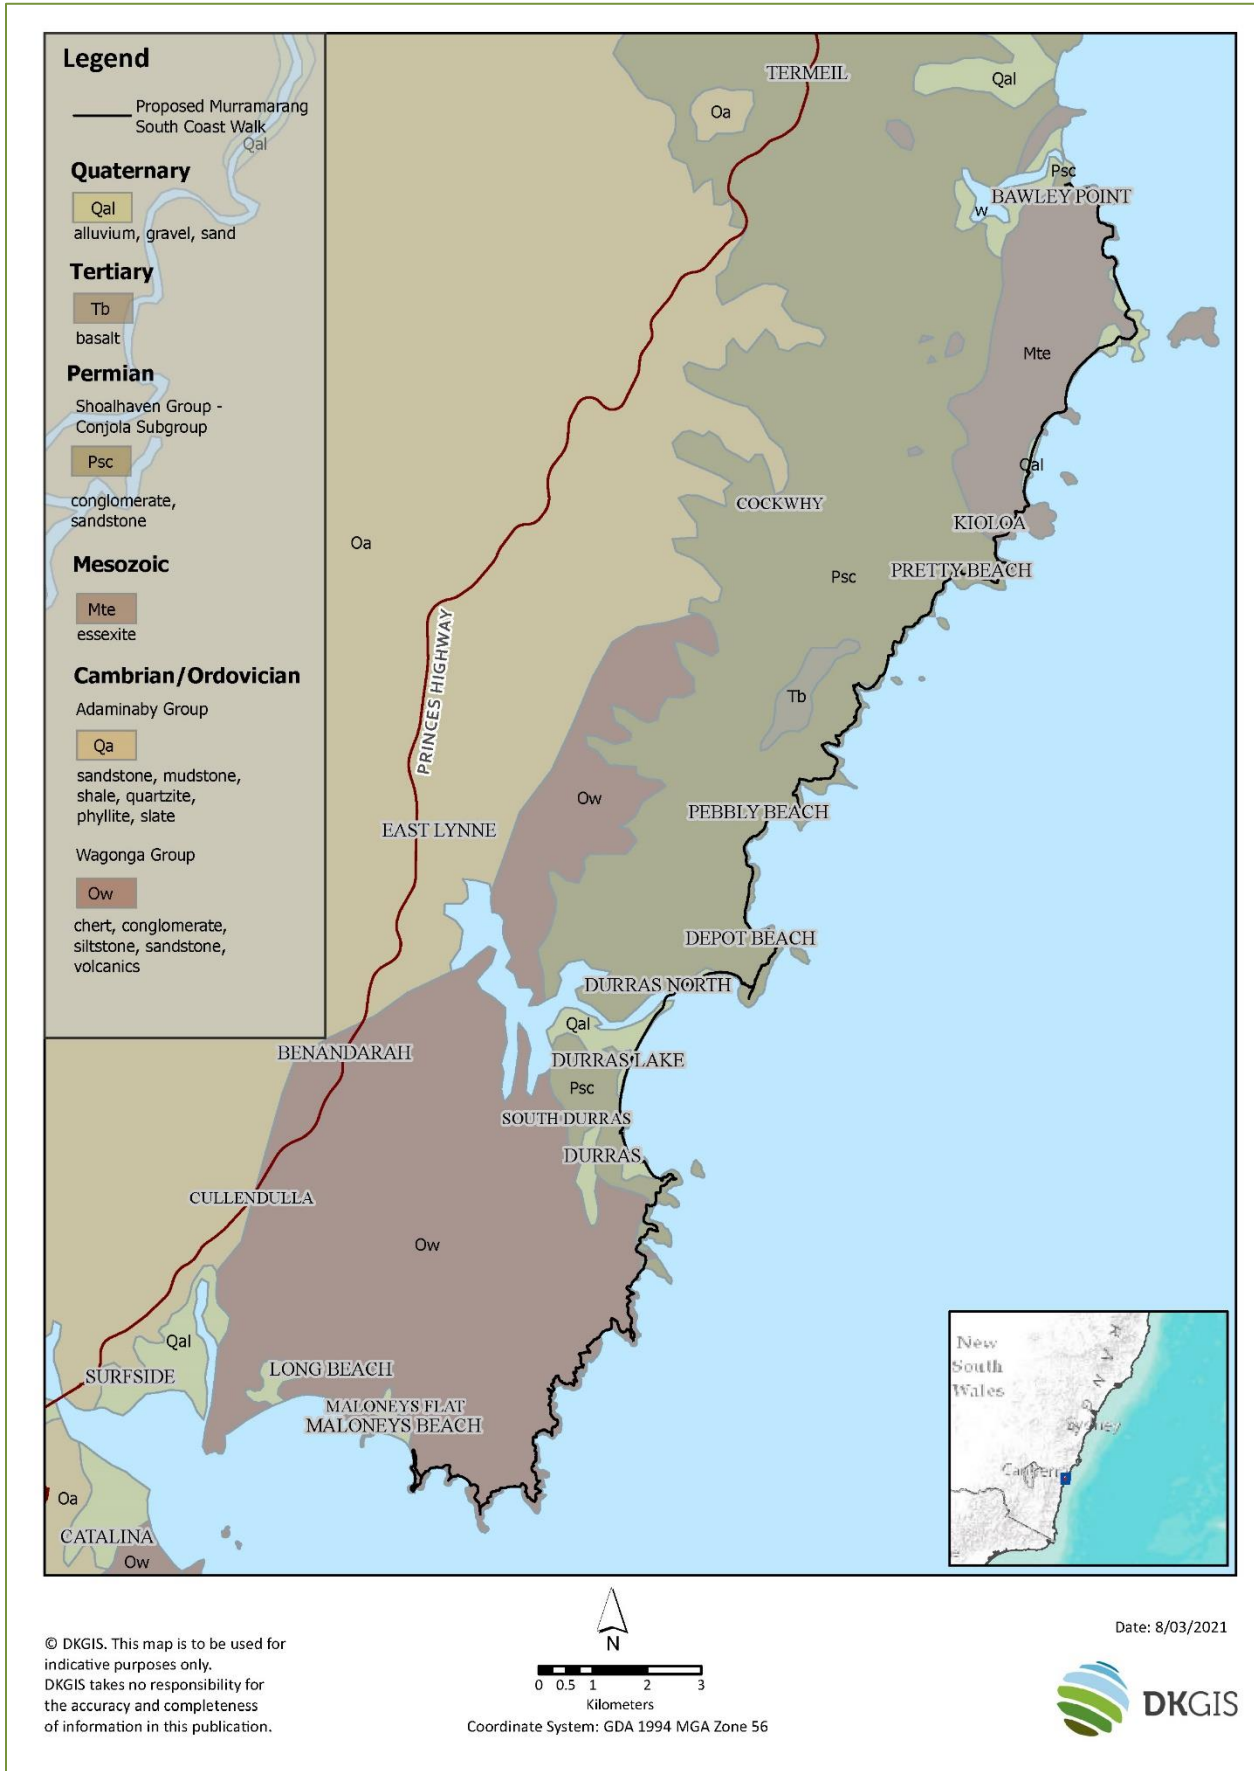 Legend
Proposed Murramarang
South Coast Walk
Qal
Quaternary
Qal
alluvium, gravel, sand
Tertiary
Tb
basalt
Permian
Shoalhaven Group -
Conjola Subgroup
Psc
conglomerate,
sandstone
Mesozoic
Mte
essexite
Cambrian/Ordovician
Adaminaby Group
Qa
sandstone, mudstone,
shale, quartzite,
phyllite, slate
Wagonga Group
Ow
chert, conglomerate,
siltstone, sandstone,
volcanics
TERMEIL
Qal
Oa
Psc
BAWLEY POINT
W
Mte
Qal
COCKWHY
KIOLOA
Oa
PRETTY BEACH
Psc
PRINCES HIGHWAY
Tb
Ow
PEBBLY BEACH
EAST LYNNE
DEPOT BEACH
DURRAS NORTH
Qal
BENANDARAH
DURRAS LAKE
Psc
SOUTH DURRAS
DURRAS
CULLENDULLA
Ow
Qal
SURFSIDE
LONG BEACH
MALONEYS FLAT
MALONEYS BEACH
Oa
CATALINA
Ow
New
South
Wales
Sydney
Canberra
N
0 0.5 1 2 3
Kilometers
Coordinate System: GDA 1994 MGA Zone 56
© DKGIS. This map is to be used for
indicative purposes only.
DKGIS takes no responsibility for
the accuracy and completeness
of information in this publication.
Date: 8/03/2021
DKGIS